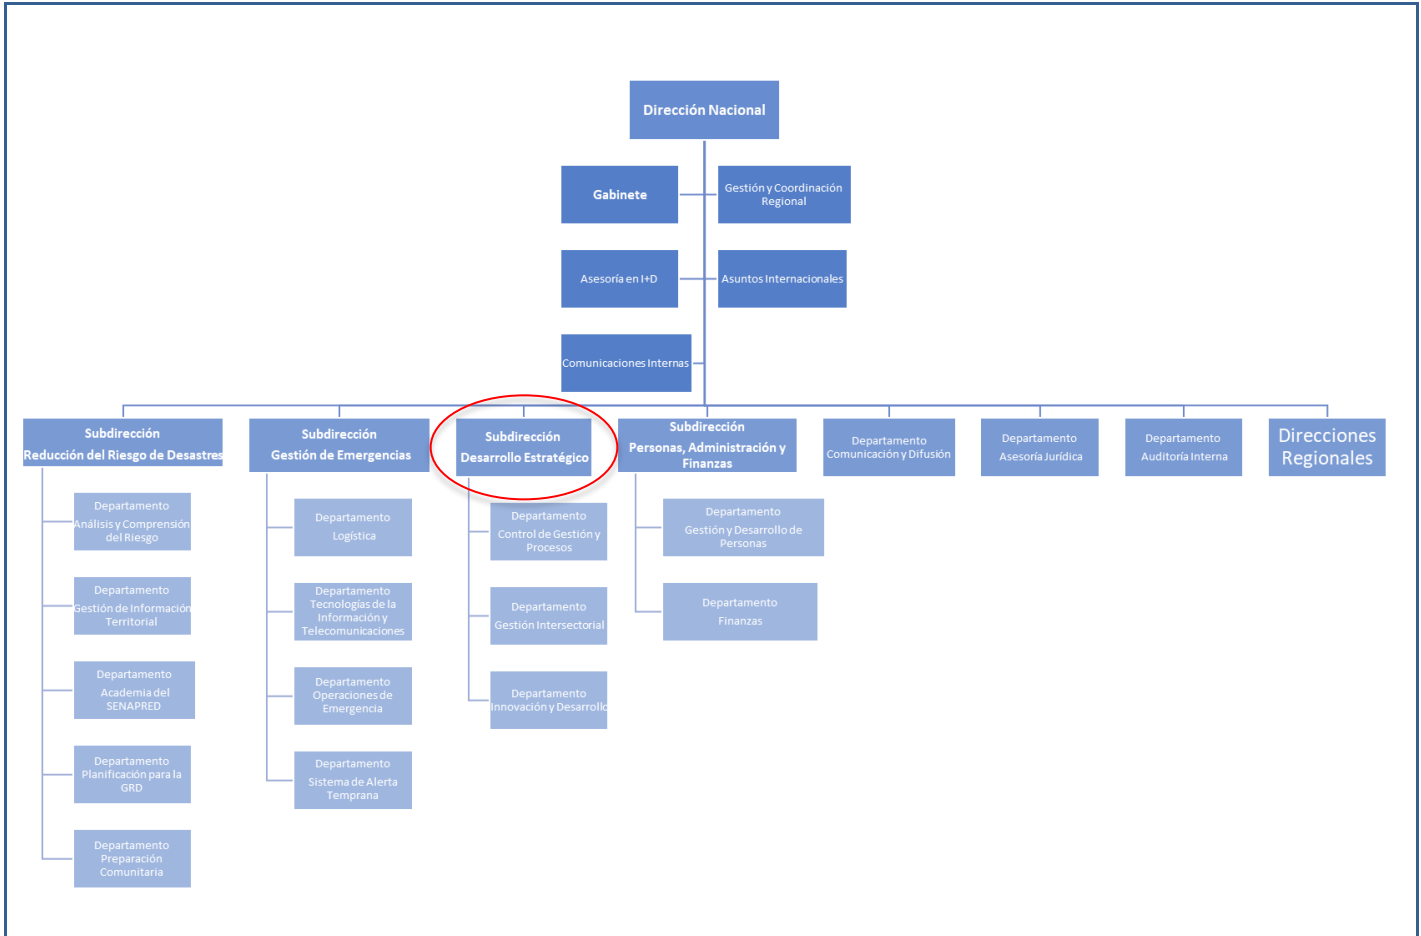 Dirección Nacional
Gabinete
Gestión y Coordinación
Regional
Asesoría en I+D
Asuntos Internacionales
Comunicaciones Internas
Subdirección
Reducción del Riesgo de Desastres
Departamento
Análisis y Comprensión
del Riesgo
Departamento
Gestión de Información
Territorial
Departamento
Academia del
SENAPRED
Departamento
Planificación para la
GRD
Departamento
Preparación
Comunitaria
Subdirección
Gestión de Emergencias
Departamento
Logística
Departamento
Tecnologías de la
Información y
Telecomunicaciones
Departamento
Operaciones de
Emergencia
Departamento
Sistema de Alerta
Temprana
Subdirección
Desarrollo Estratégico
Departamento
Control de Gestión y
Procesos
Departamento
Gestión Intersectorial
Departamento
Innovación y Desarrollo
Subdirección
Personas, Administración y
Finanzas
Departamento
Gestión y Desarrollo de
Personas
Departamento
Finanzas
Departamento
Comunicación y Difusión
Departamento
Asesoría Jurídica
Departamento
Auditoría Interna
Direcciones
Regionales